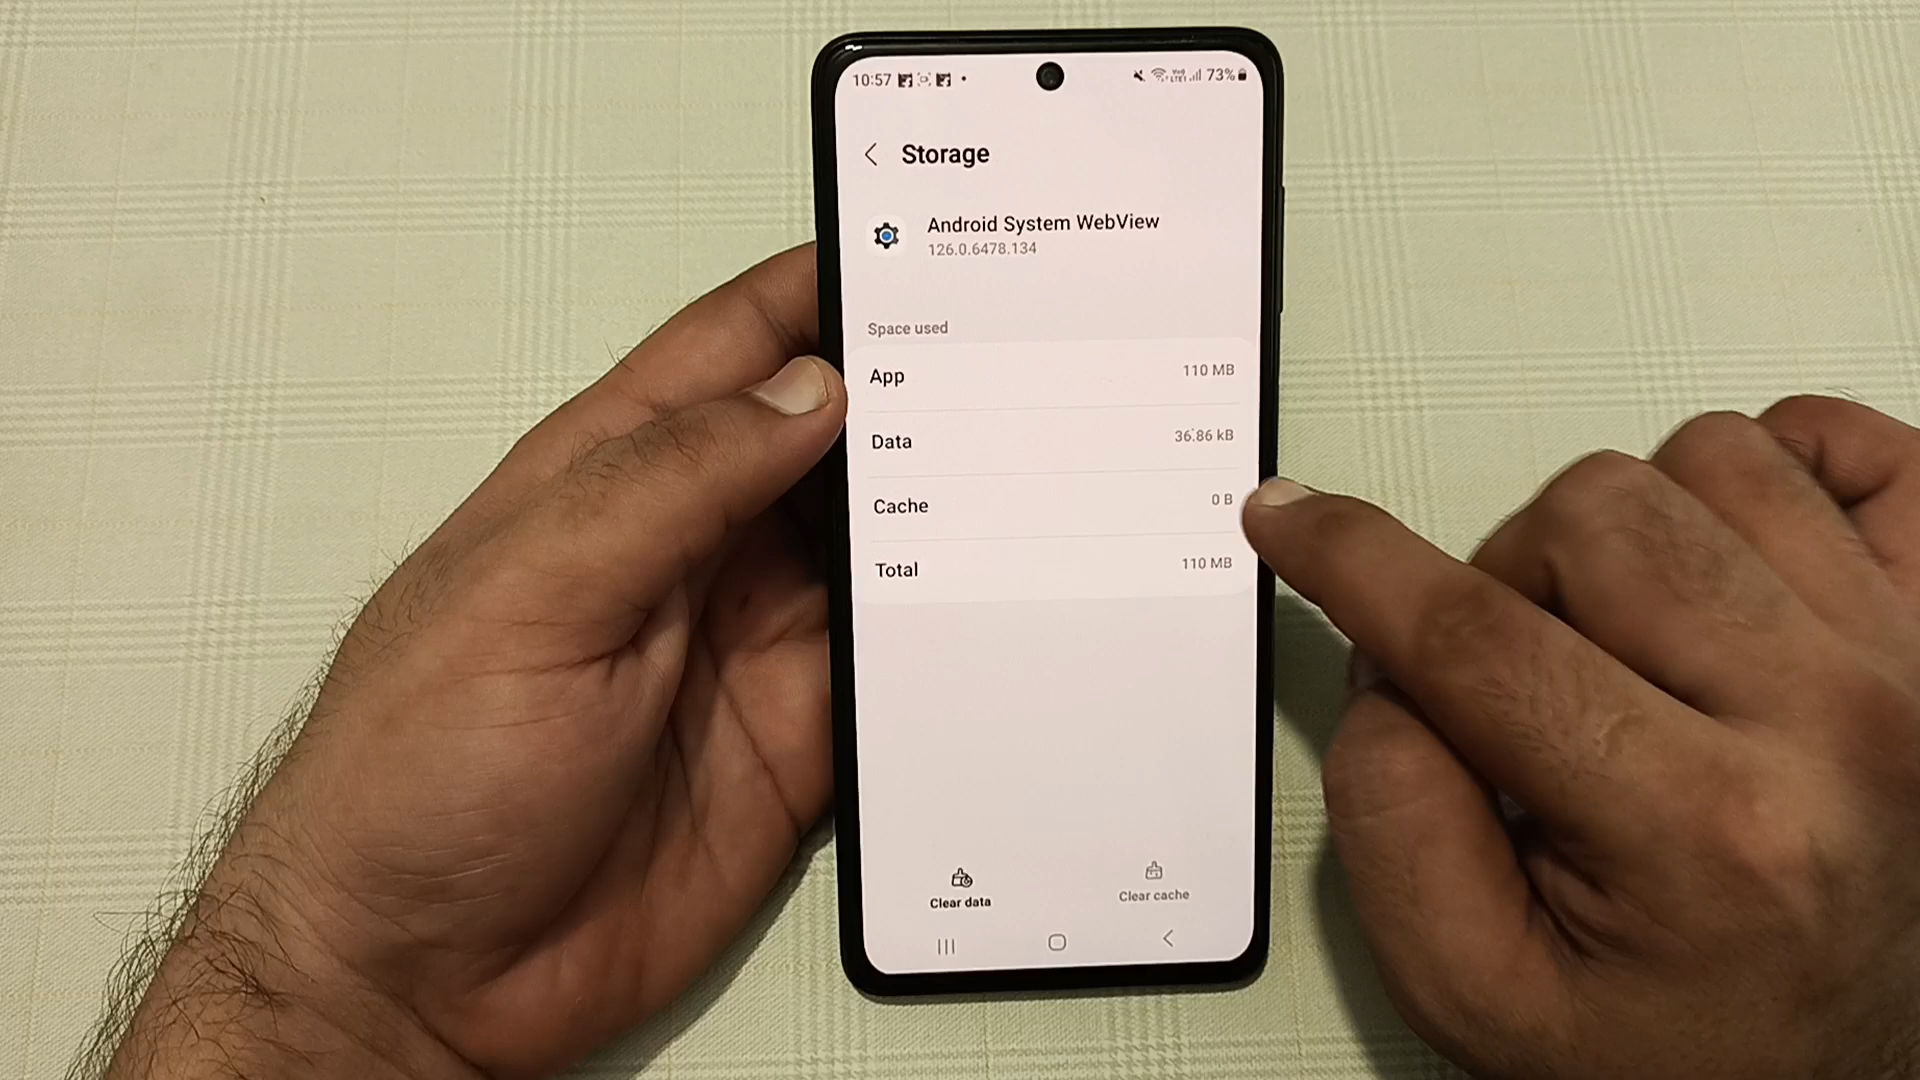 10:57
73%
Storage
Android System WebView
126.0.6478.134
Space used
App 110 MB
Data 36.86 kB
Cache 0 B
Total 110 MB
Clear data Clear cache